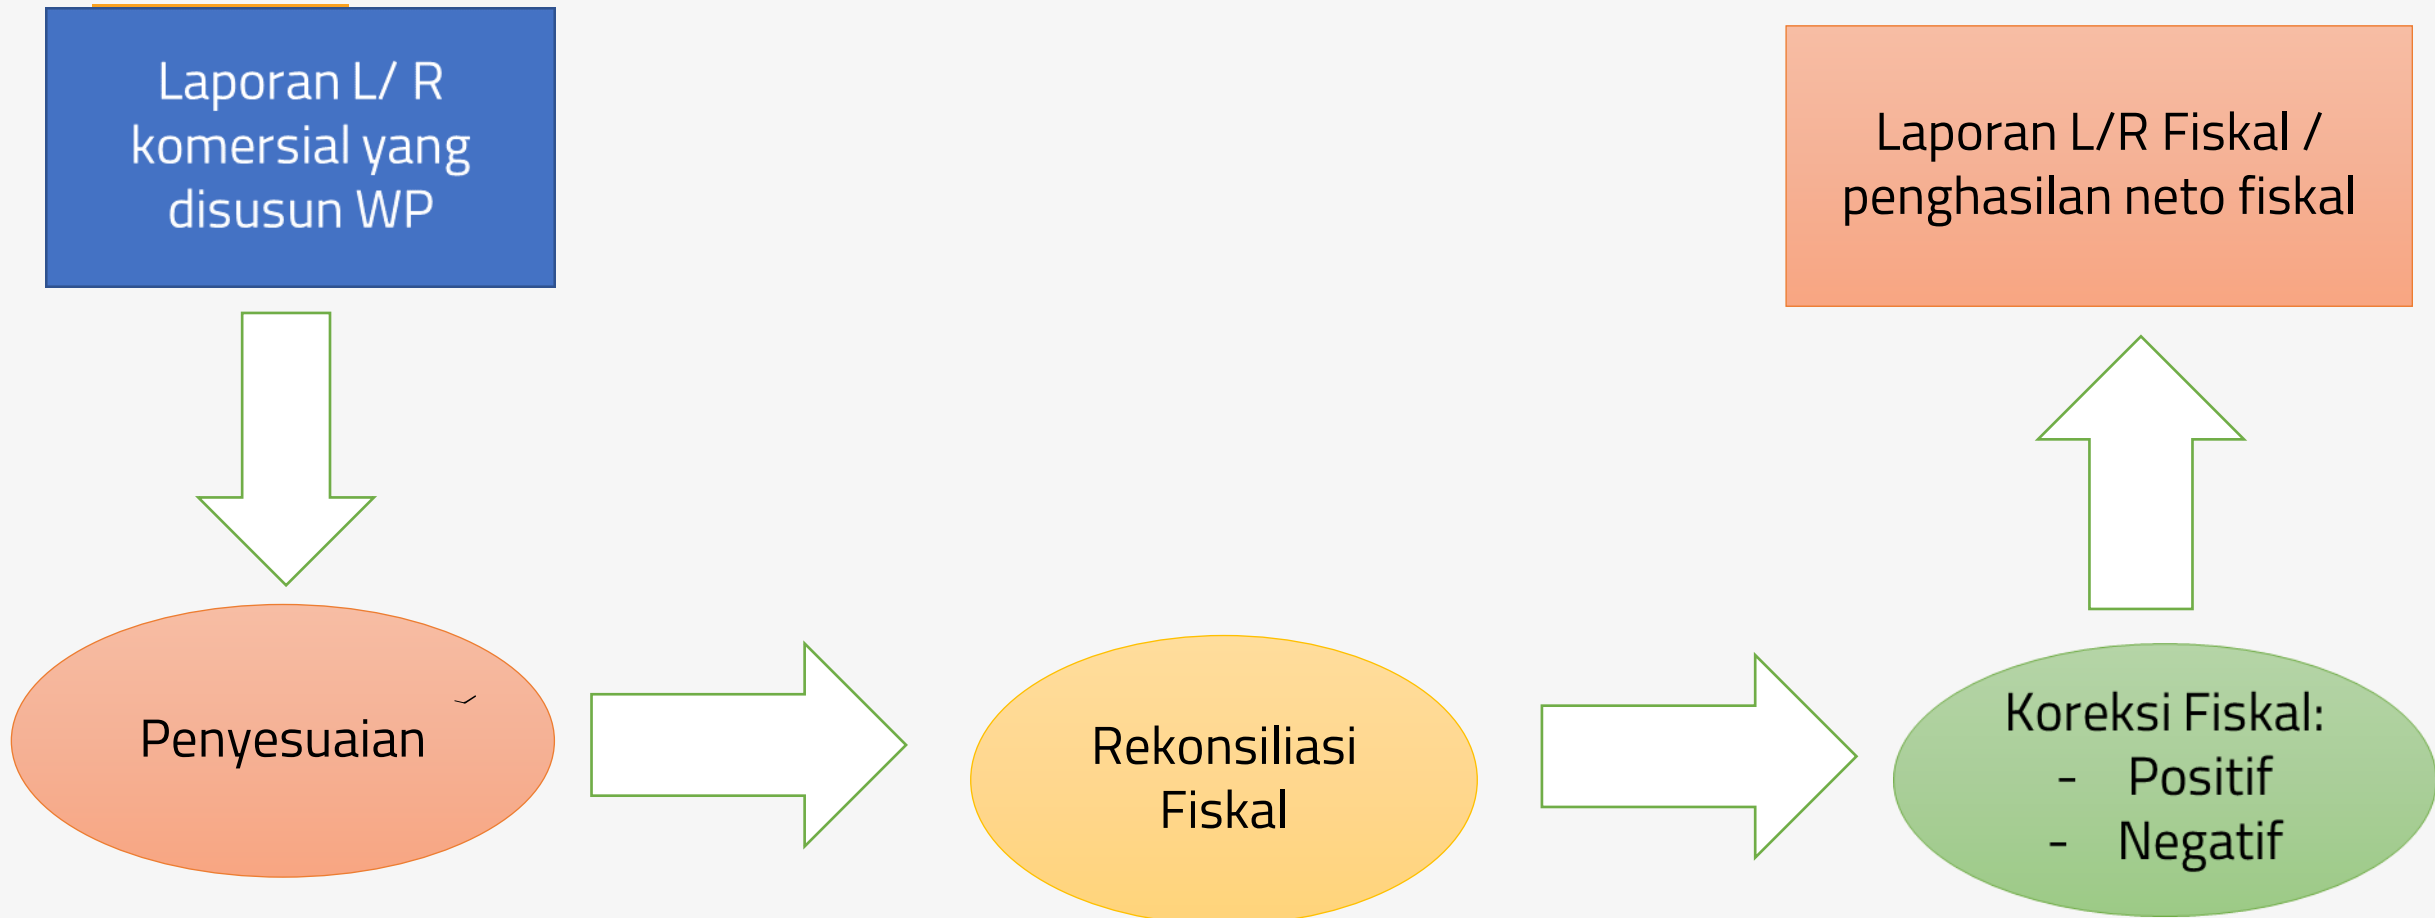 Laporan L/ R
komersial yang
disusun WP
Penyesuaian
Rekonsiliasi
Fiskal
Koreksi Fiskal:
- Positif
- Negatif
Laporan L/R Fiskal /
penghasilan neto fiskal